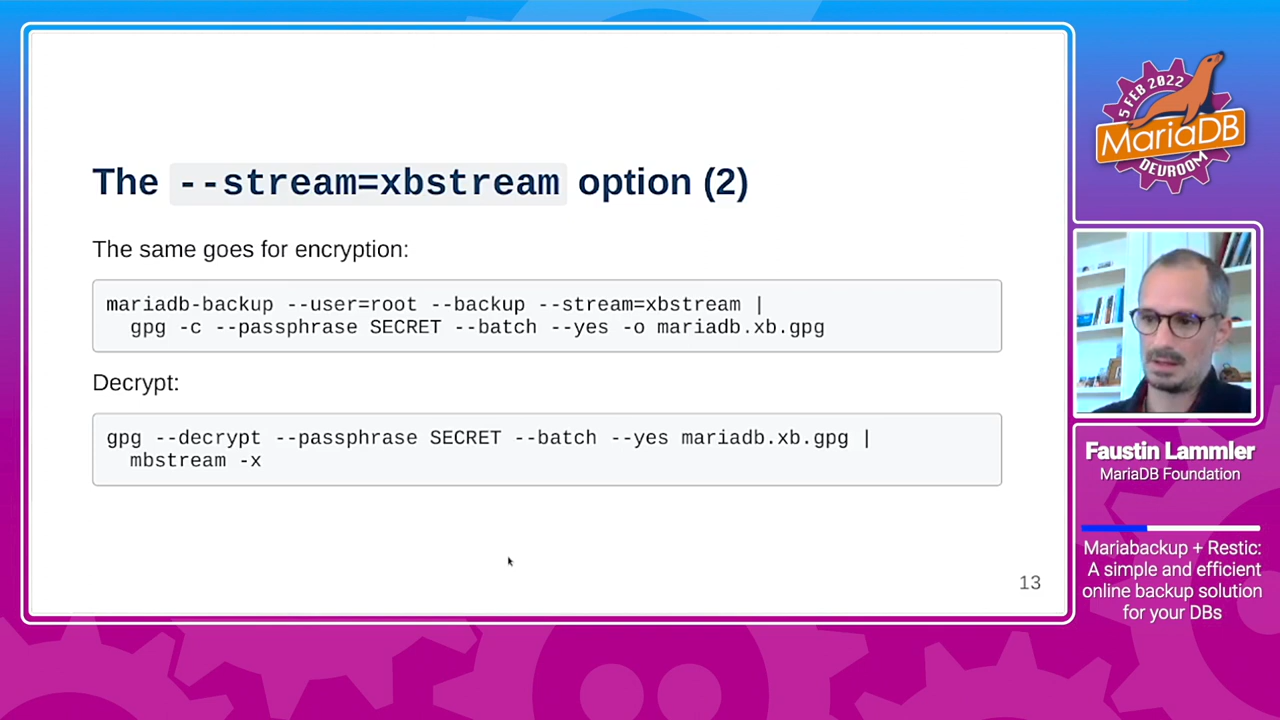 The --stream=xbstream option (2)
The same goes for encryption:
mariadb-backup --user=root --backup --stream=xbstream |
gpg -c --passphrase SECRET --batch --yes -o mariadb.xb.gpg
Decrypt:
gpg --decrypt --passphrase SECRET --batch --yes mariadb.xb.gpg |
mbstream -x
13
5 FEB 2022
MariaDB
DEVROOM
Faustin Lammler
MariaDB Foundation
Mariabackup + Restic:
A simple and efficient
online backup solution
for your DBs